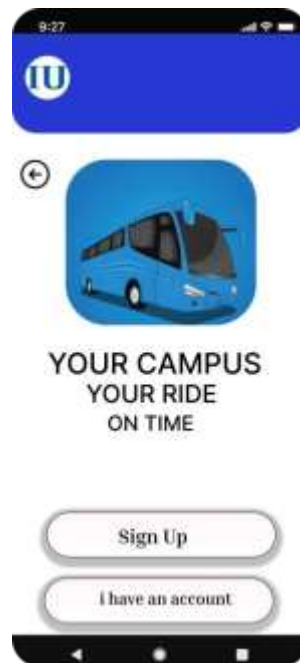 9:27
IU
YOUR CAMPUS
YOUR RIDE
ON TIME
Sign Up
i have an account